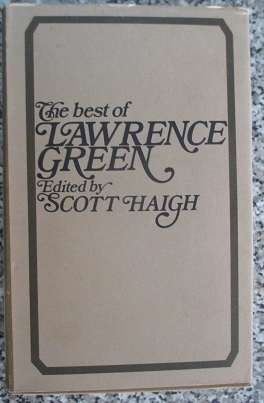 The best of
LAWRENCE
GREEN
Edited by
SCOTT HAIGH